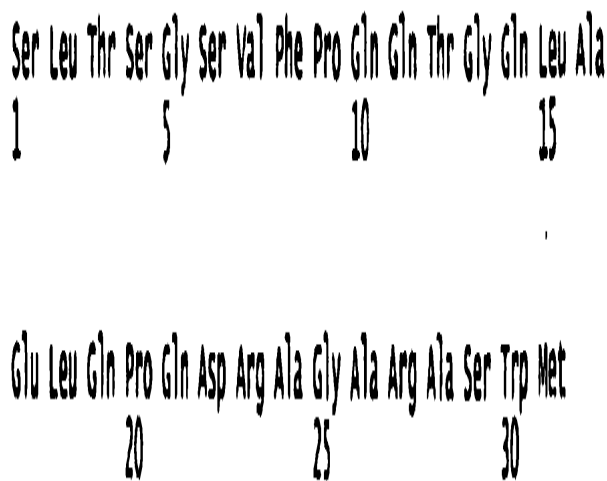 Ser Leu Thr Ser Gly Ser Val Phe Pro Gln Gln Thr Gly Gln Leu Ala
1 5 10 15
Glu Leu Gln Pro Gln Asp Arg Ala Gly Ala Arg Ala Ser Trp Met
20 25 30